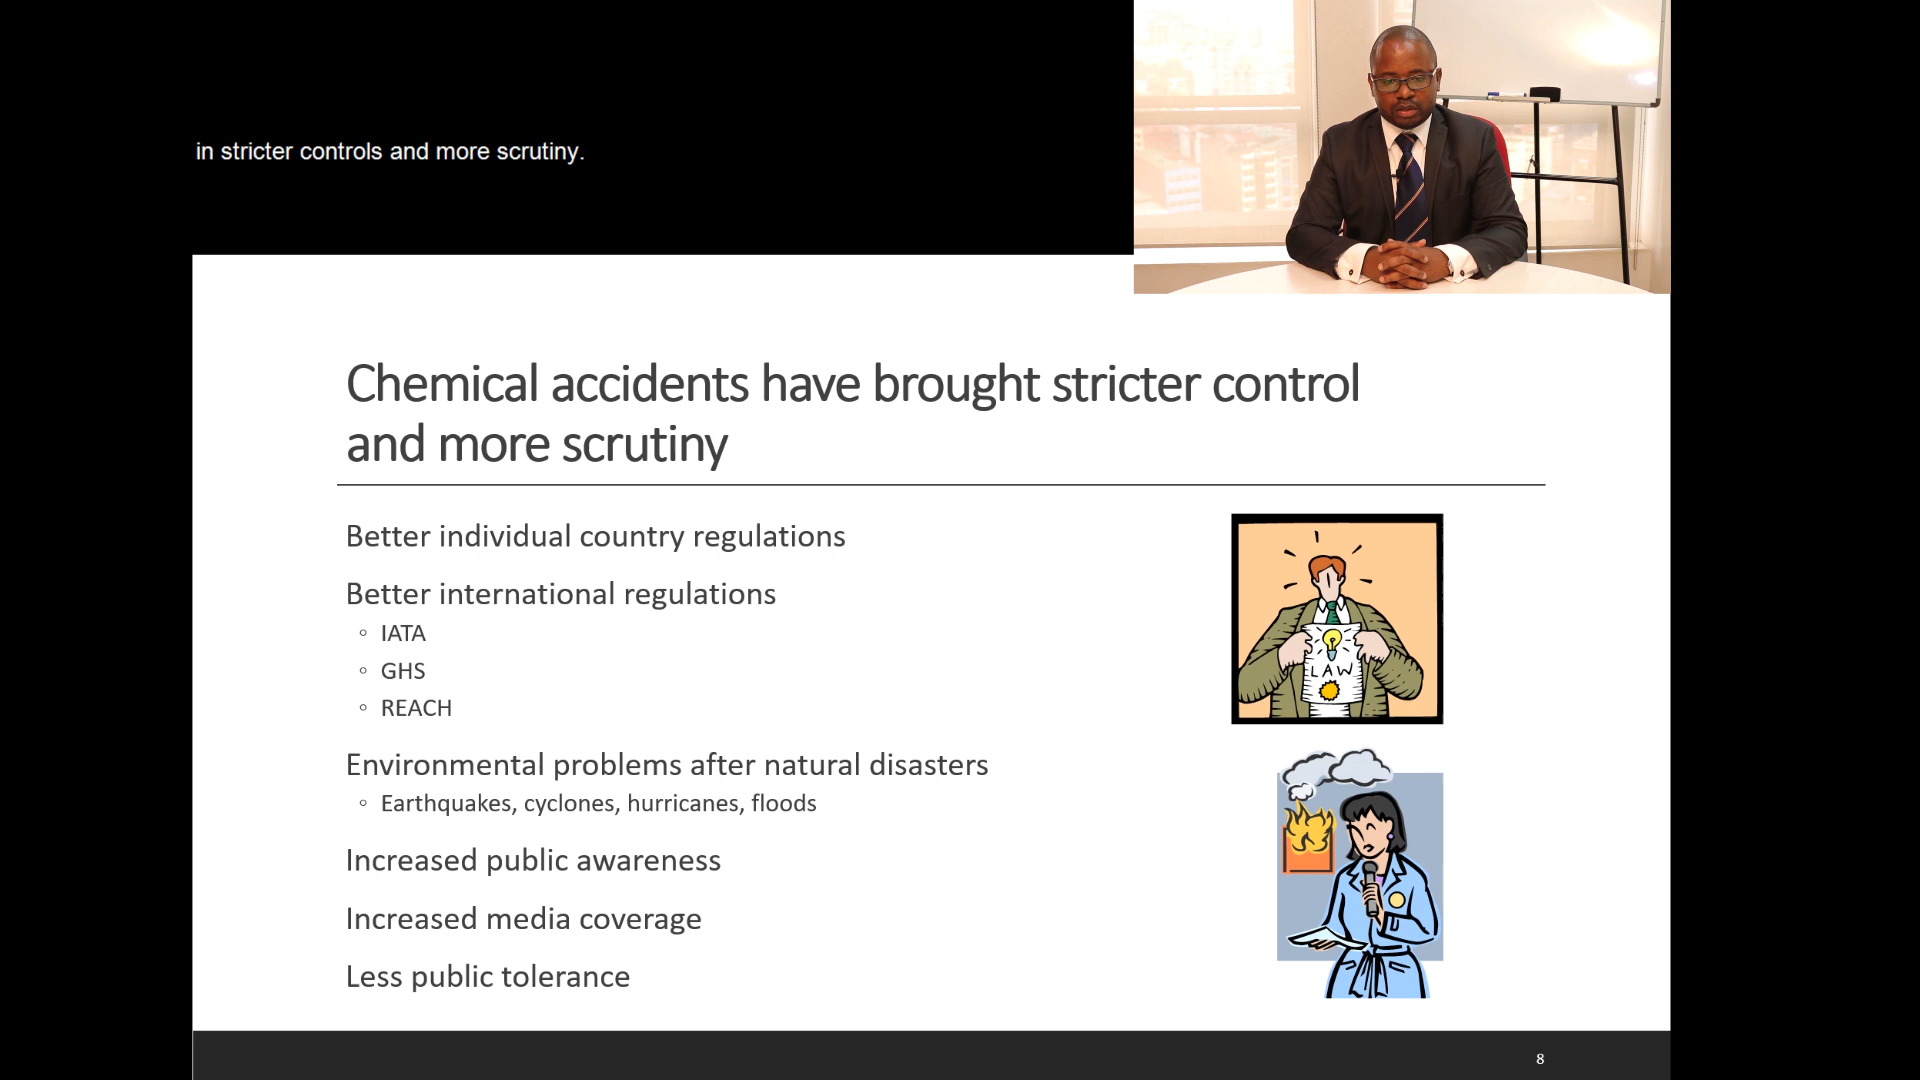 in stricter controls and more scrutiny.
Chemical accidents have brought stricter control
and more scrutiny
Better individual country regulations
Better international regulations
◦ IATA
◦ GHS
◦ REACH
Environmental problems after natural disasters
◦ Earthquakes, cyclones, hurricanes, floods
Increased public awareness
Increased media coverage
Less public tolerance
LAW
8